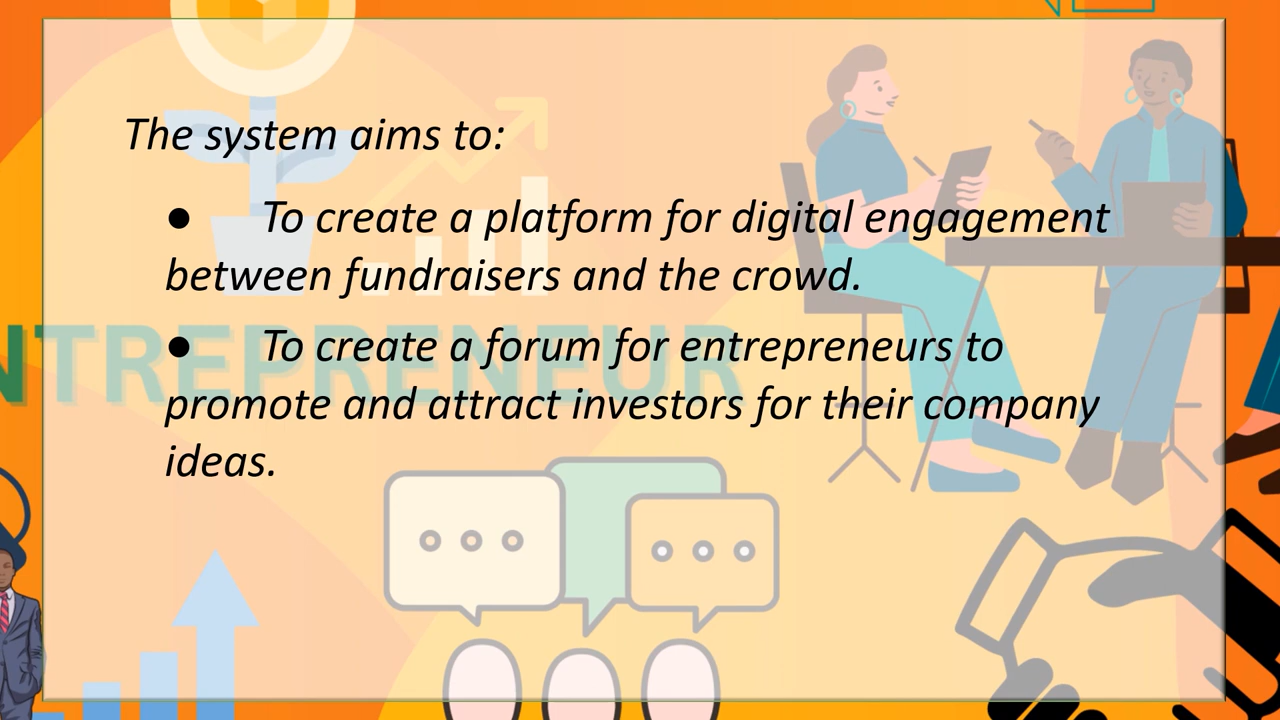 The system aims to:
● To create a platform for digital engagement
between fundraisers and the crowd.
NTREPRENEUR
● To create a forum for entrepreneurs to
promote and attract investors for their company
ideas.